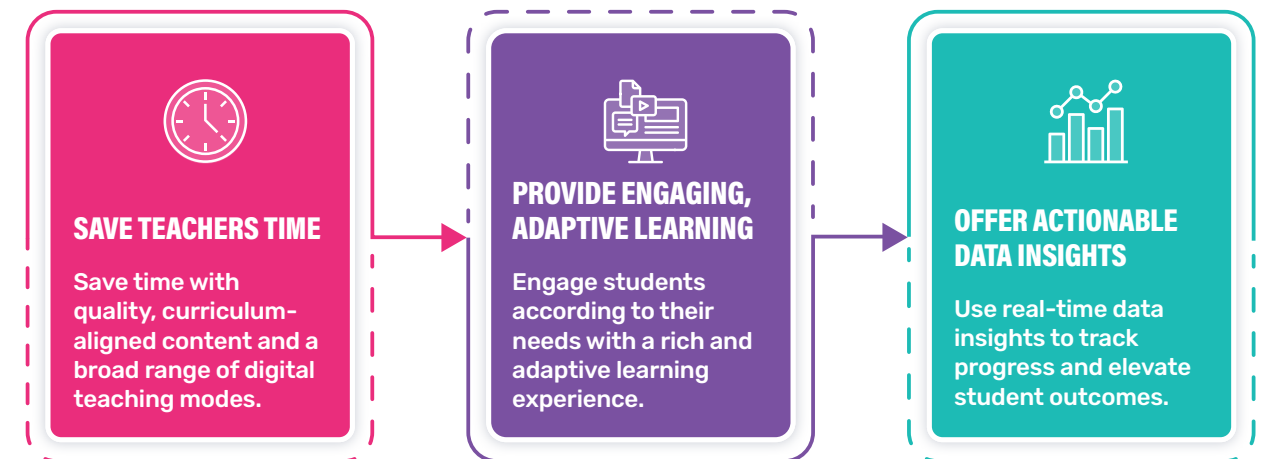 SAVE TEACHERS TIME
Save time with
quality, curriculum-
aligned content and a
broad range of digital
teaching modes.
PROVIDE ENGAGING,
ADAPTIVE LEARNING
Engage students
according to their
needs with a rich and
adaptive learning
experience.
OFFER ACTIONABLE
DATA INSIGHTS
Use real-time data
insights to track
progress and elevate
student outcomes.